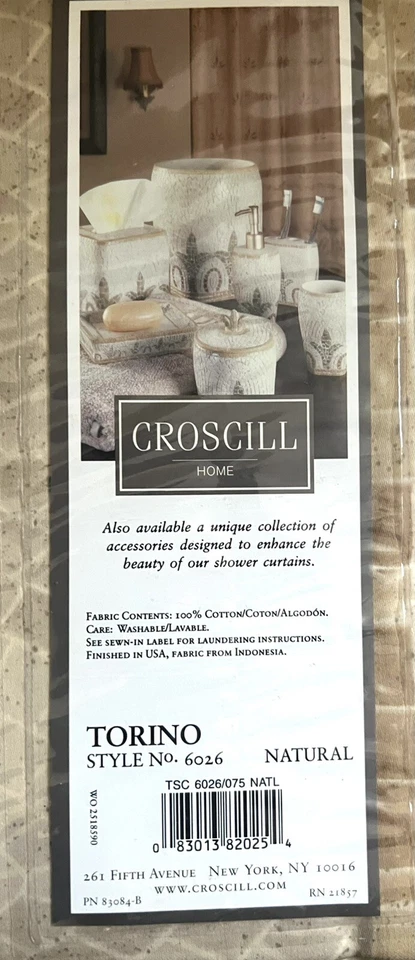 CROSCILL
HOME
Also available a unique collection of
accessories designed to enhance the
beauty of our shower curtains.
Fabric Contents: 100% Cotton/Coton/Algodón.
Care: Washable/Lavable.
See sewn-in label for laundering instructions.
Finished in USA, fabric from Indonesia.
TORINO
STYLE No. 6026 NATURAL
TSC 6026/075 NATL
WO 2518590
0 83013 82025 4
261 Fifth Avenue New York, NY 10016
www.croscill.com
PN 83084-B RN 21857